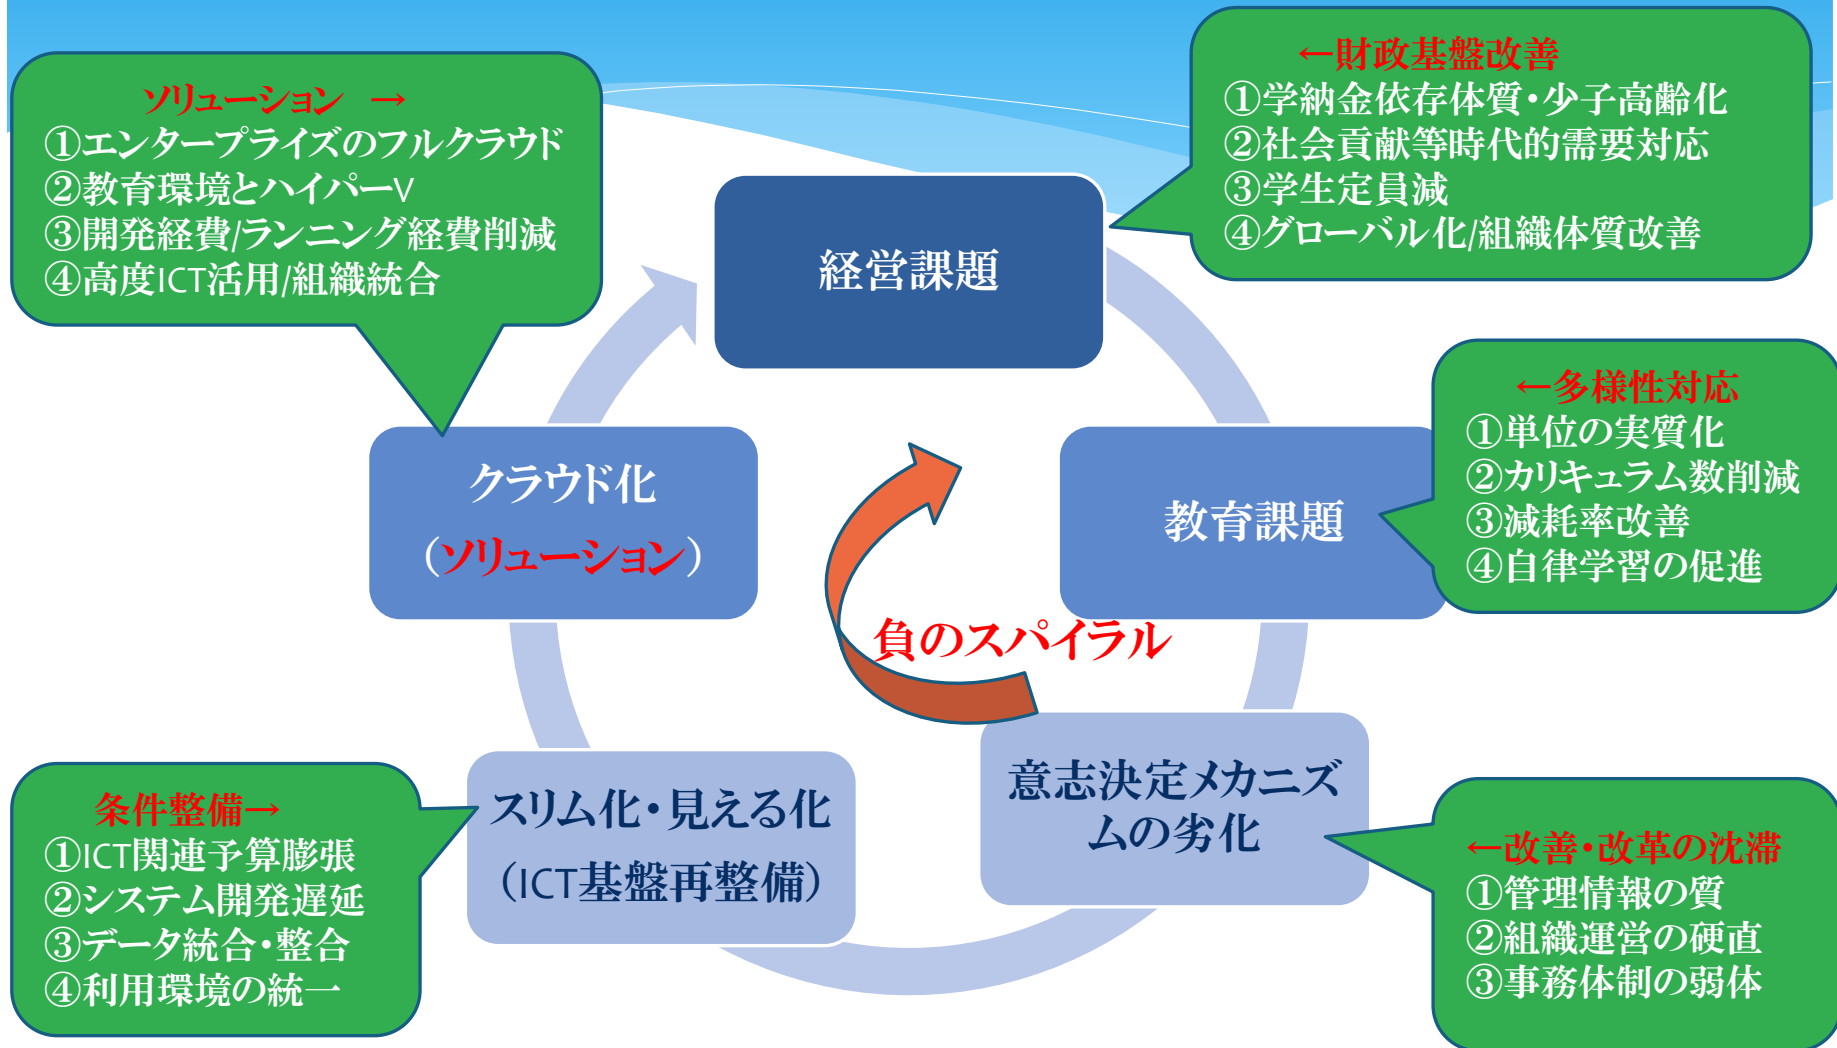 ソリューション →
①エンタープライズのフルクラウド
②教育環境とハイパーV
③開発経費/ランニング経費削減
④高度ICT活用/組織統合
←財政基盤改善
①学納金依存体質・少子高齢化
②社会貢献等時代的需要対応
③学生定員減
④グローバル化/組織体質改善
経営課題
クラウド化
（ソリューション）
教育課題
←多様性対応
①単位の実質化
②カリキュラム数削減
③減耗率改善
④自律学習の促進
負のスパイラル
条件整備→
①ICT関連予算膨張
②システム開発遅延
③データ統合・整合
④利用環境の統一
スリム化・見える化
（ICT基盤再整備）
意志決定メカニズ
ムの劣化
←改善・改革の沈滞
①管理情報の質
②組織運営の硬直
③事務体制の弱体